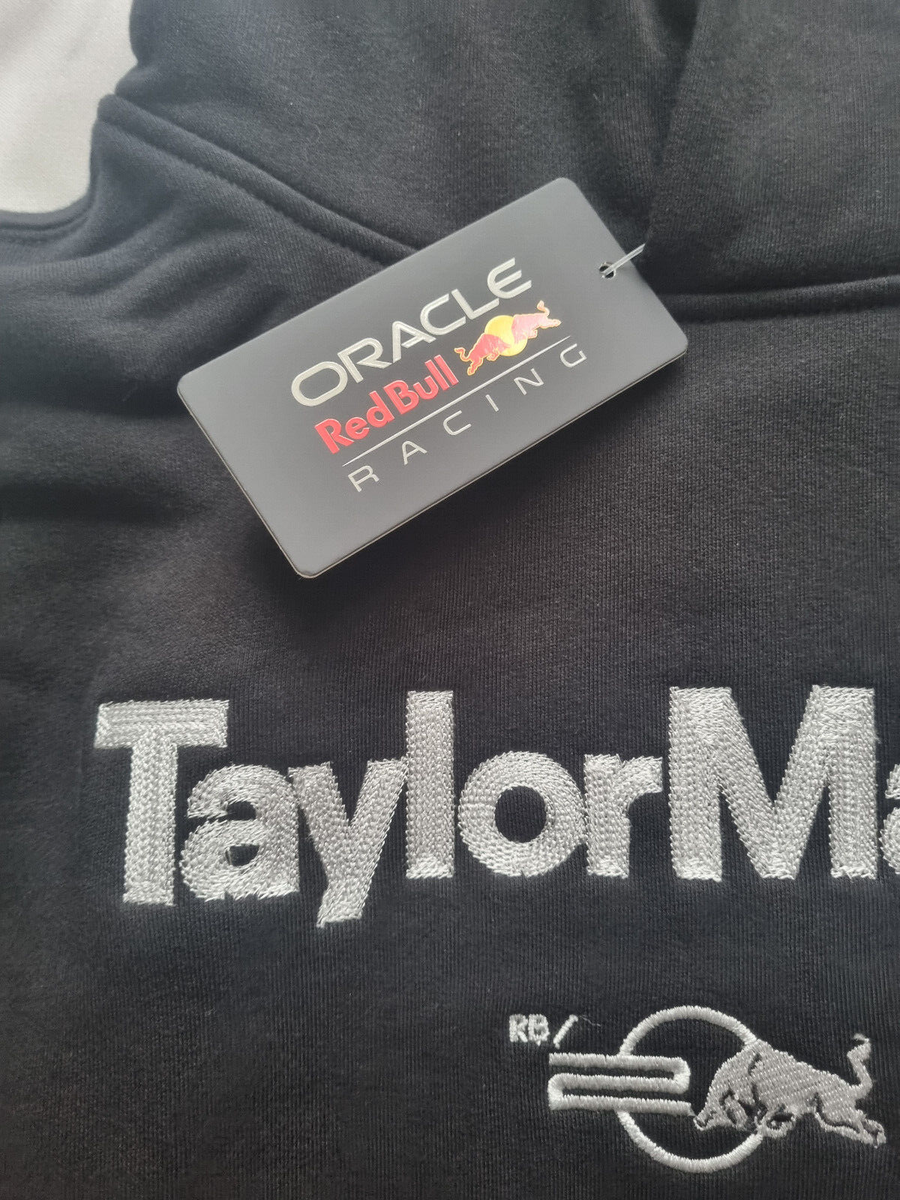 ORACLE
Red Bull
RACING
TaylorMa
RB/